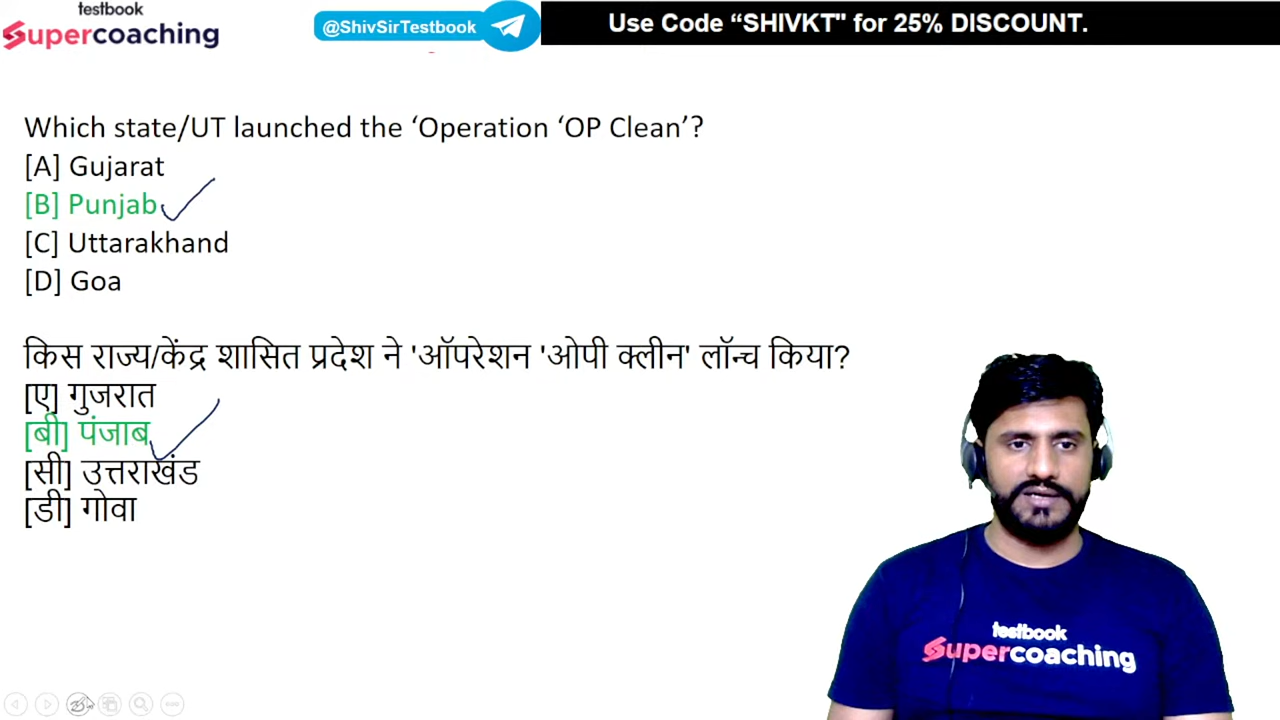 testbook
Supercoaching
@ShivSirTestbook
Use Code “SHIVKT" for 25% DISCOUNT.
Which state/UT launched the ‘Operation ‘OP Clean’?
[A] Gujarat
[B] Punjab
[C] Uttarakhand
[D] Goa
किस राज्य/केंद्र शासित प्रदेश ने 'ऑपरेशन 'ओपी क्लीन' लॉन्च किया?
[ए] गुजरात
[बी] पंजाब
[सी] उत्तराखंड
[डी] गोवा
testbook
Supercoaching